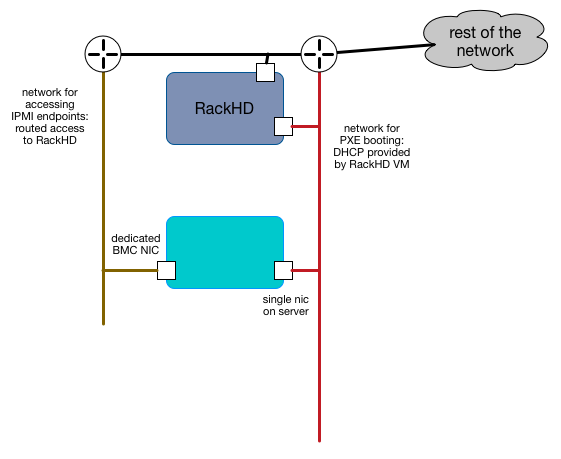 rest of the
network
network for
accessing
IPMI endpoints:
routed access
to RackHD
RackHD
network for
PXE booting:
DHCP provided
by RackHD VM
dedicated
BMC NIC
single nic
on server